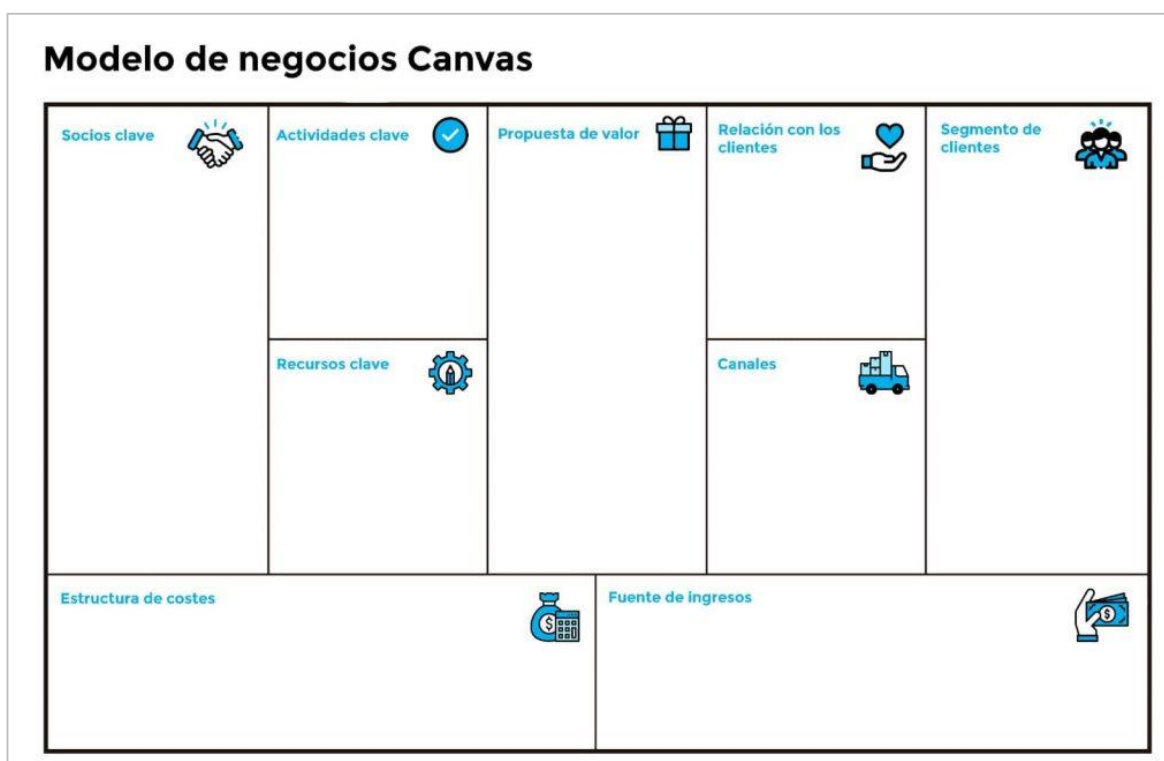 Modelo de negocios Canvas
Socios clave
Actividades clave
Propuesta de valor
Relación con los
clientes
Segmento de
clientes
Recursos clave
Canales
Estructura de costes
$
Fuente de ingresos
$